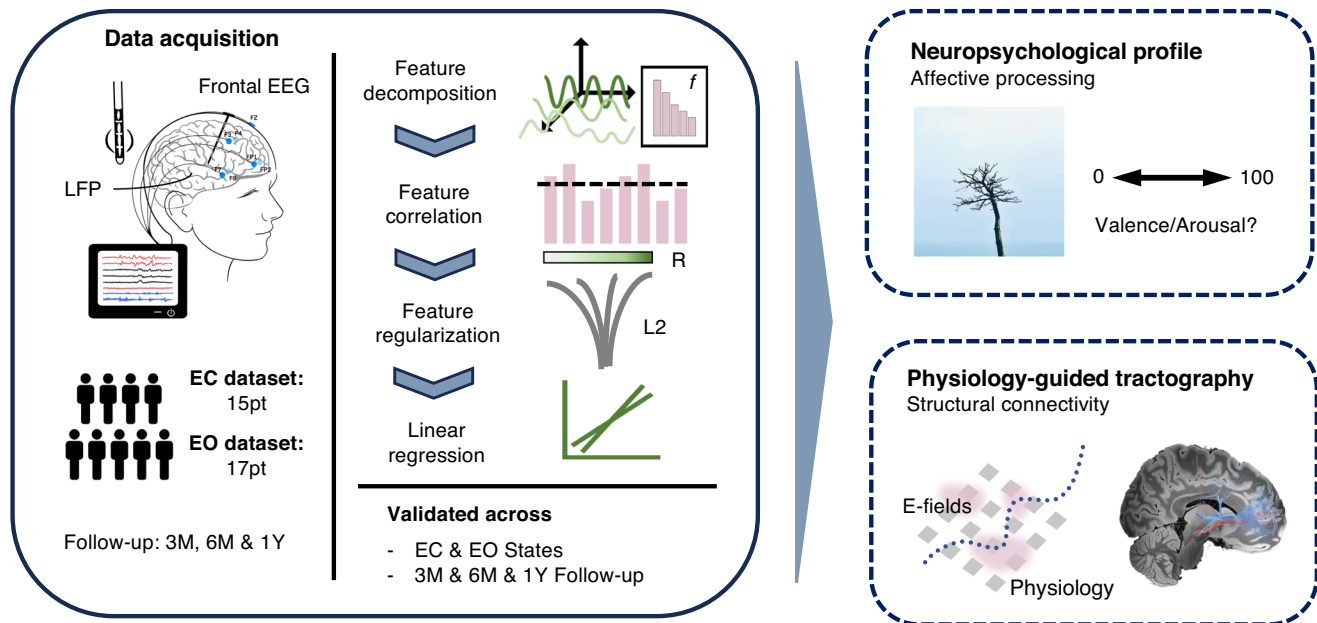 Data acquisition
Frontal EEG
FZ
F3 F4
FP1
FP2
F7
F8
LFP
EC dataset:
15pt
EO dataset:
17pt
Follow-up: 3M, 6M & 1Y
Feature
decomposition
f
Feature
correlation
R
Feature
regularization
L2
Linear
regression
Validated across
- EC & EO States
- 3M & 6M & 1Y Follow-up
Neuropsychological profile
Affective processing
0
100
Valence/Arousal?
Physiology-guided tractography
Structural connectivity
E-fields
Physiology